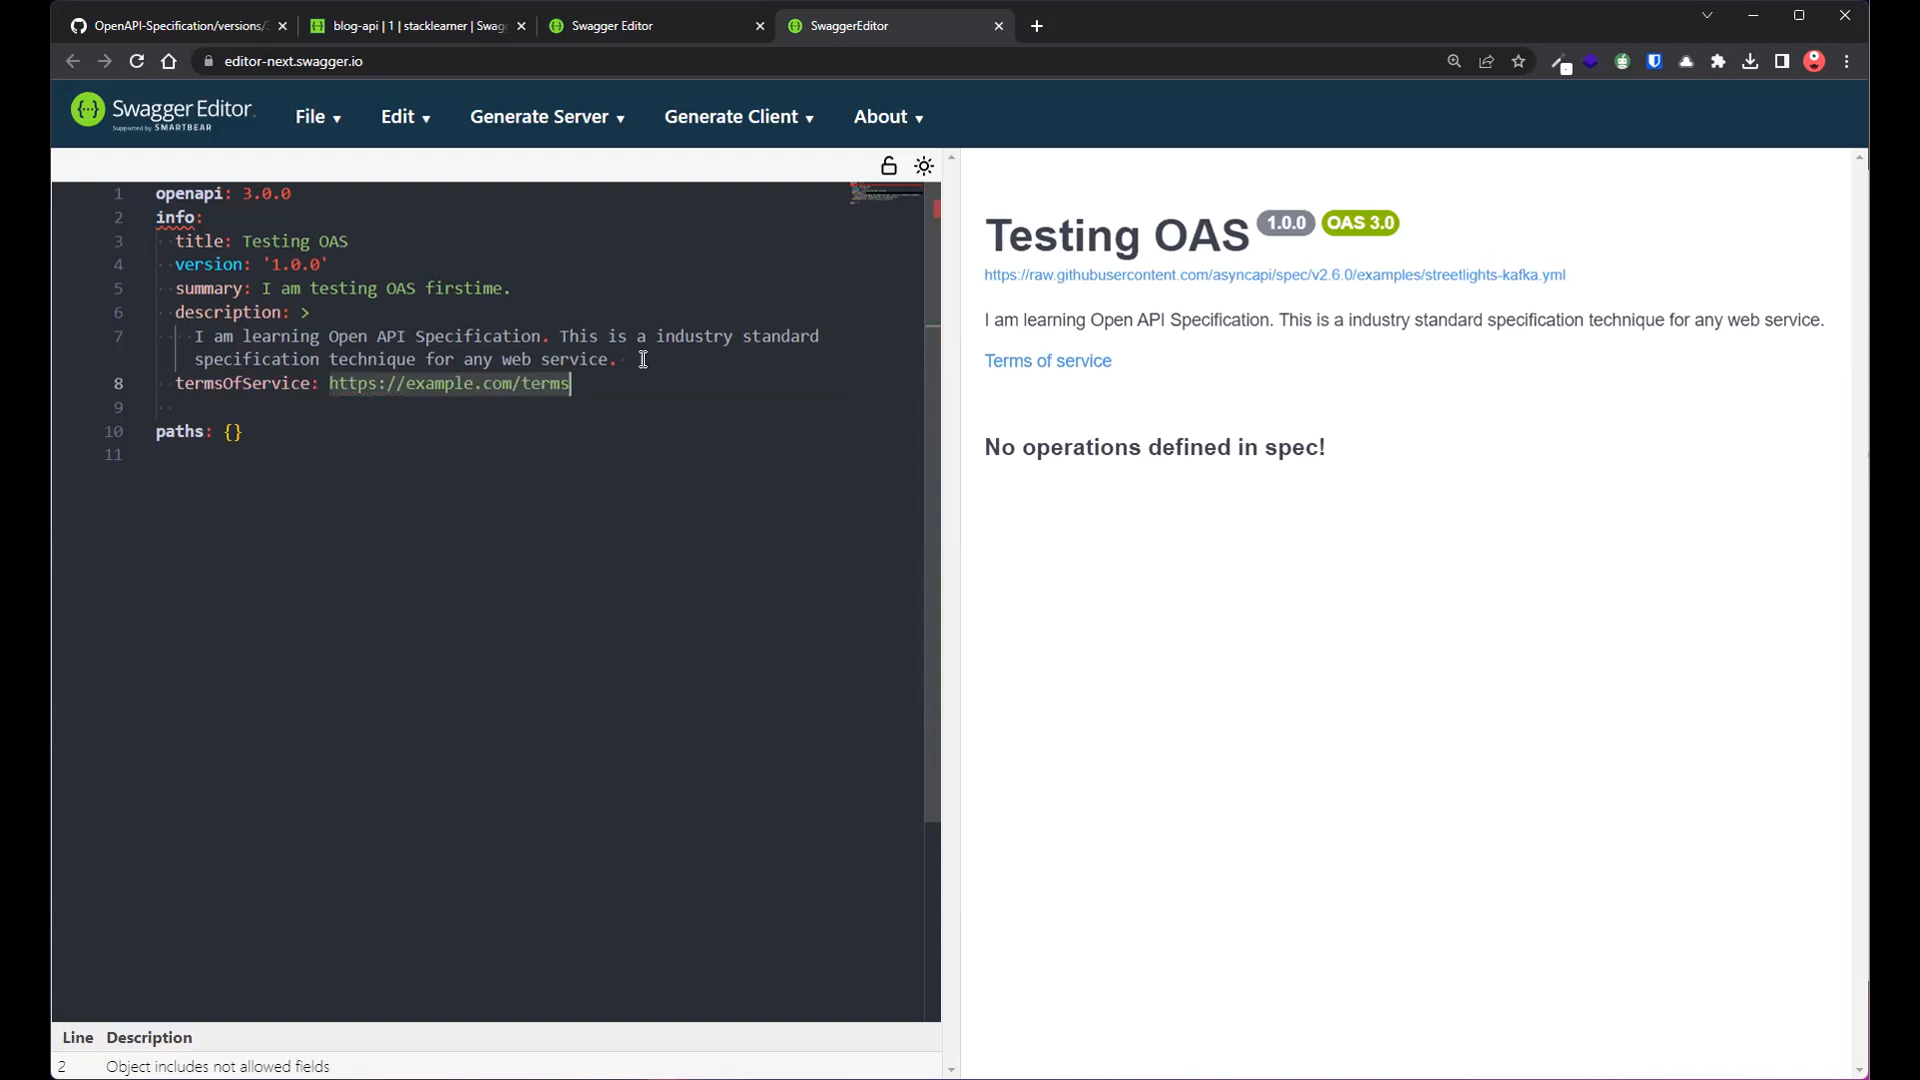 OpenAPI-Specification/versions/
blog-api | 1 | stacklearner | Swag
Swagger Editor
SwaggerEditor
editor-next.swagger.io
Swagger Editor
Supported by SMARTBEAR
File
Edit
Generate Server
Generate Client
About
1 openapi: 3.0.0
2 info:
3 title: Testing OAS
4 version: '1.0.0'
5 summary: I am testing OAS firstime.
6 description: >
7 I am learning Open API Specification. This is a industry standard
specification technique for any web service.
8 termsOfService: https://example.com/terms
9
10 paths: {}
11
Line Description
2 Object includes not allowed fields
Testing OAS 1.0.0 OAS 3.0
https://raw.githubusercontent.com/asyncapi/spec/v2.6.0/examples/streetlights-kafka.yml
I am learning Open API Specification. This is a industry standard specification technique for any web service.
Terms of service
No operations defined in spec!